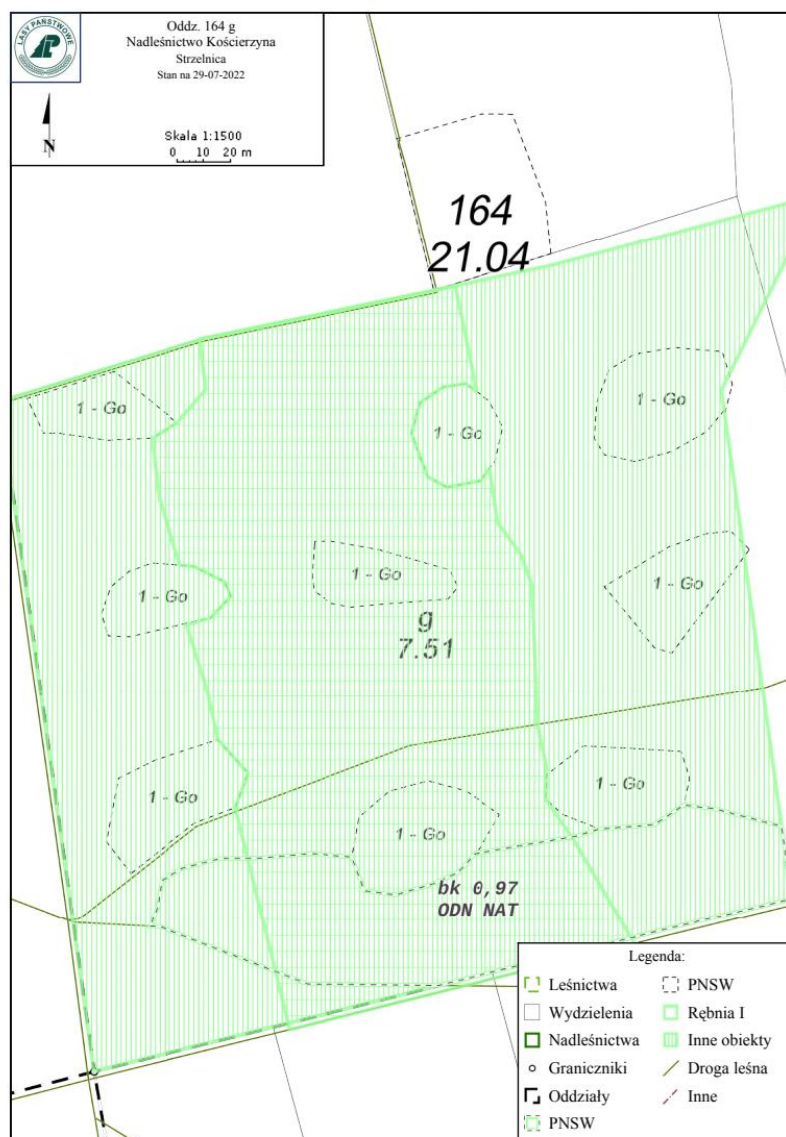 LASY PAŃSTWOWE
Oddz. 164 g
Nadleśnictwo Kościerzyna
Strzelnica
Stan na 29-07-2022
N
Skala 1:1500
0 10 20 m
164
21.04
1 - Go
1 - Go
1 - Go
1 - Go
1 - Go
1 - Go
g
7.51
1 - Go
1 - Go
1 - Go
bk 0,97
ODN NAT
Legenda:
Leśnictwa
Wydzielenia
Nadleśnictwa
Graniczniki
Oddziały
PNSW
PNSW
Rębnia I
Inne obiekty
Droga leśna
Inne